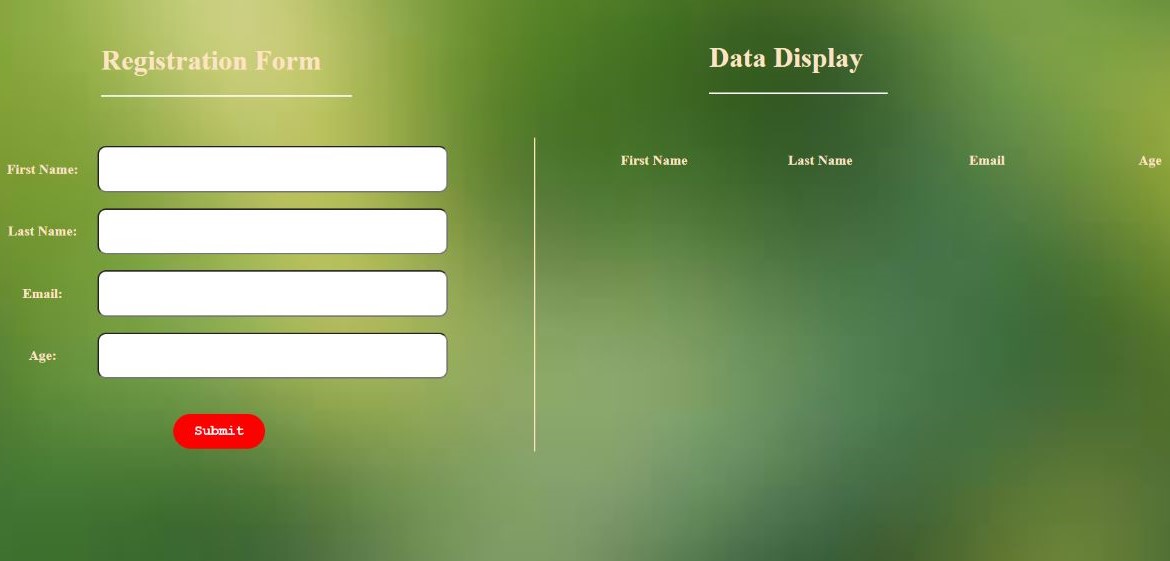 Registration Form
First Name:
Last Name:
Email:
Age:
Submit
Data Display
First Name Last Name Email Age